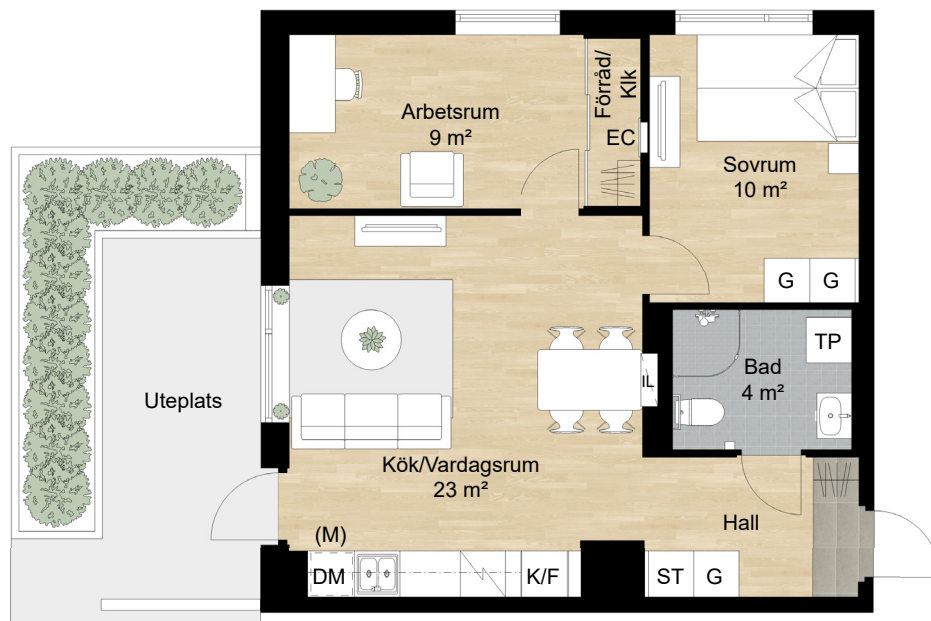 Arbetsrum
9 m²
Förråd/
Klk
EC
Sovrum
10 m²
G
G
TP
Bad
4 m²
IL
Uteplats
Kök/Vardagsrum
23 m²
Hall
(M)
DM
K/F
ST
G